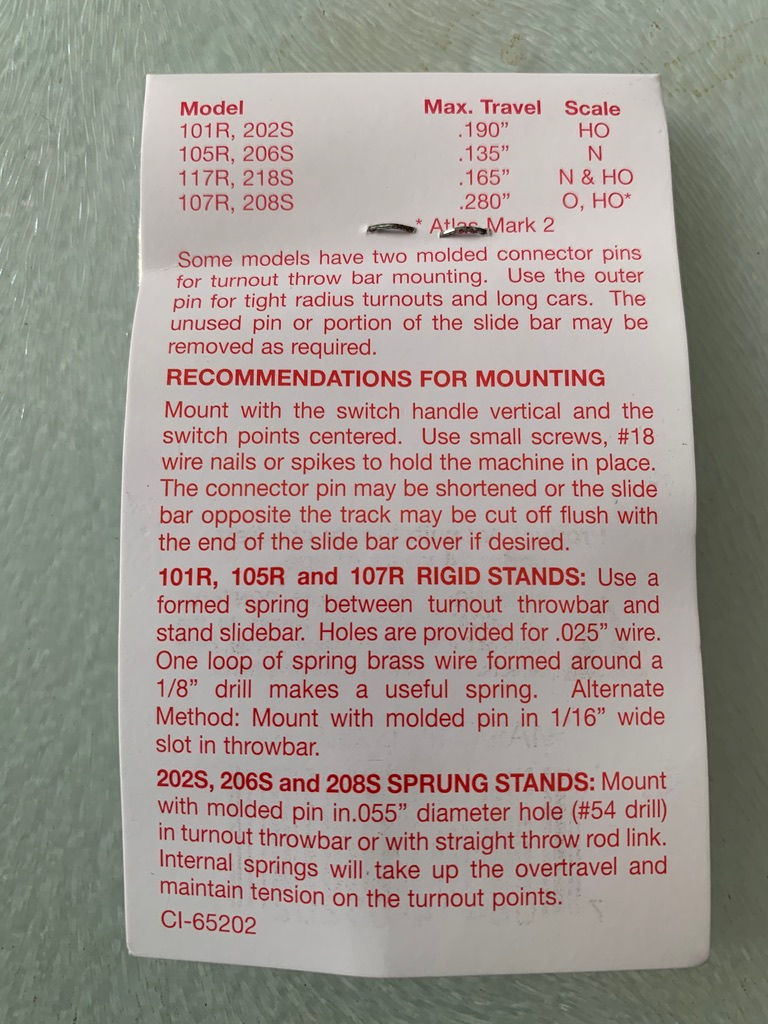 Model Max. Travel Scale
101R, 202S .190” HO
105R, 206S .135” N
117R, 218S .165” N & HO
107R, 208S .280” O, HO*
* Atlas Mark 2
Some models have two molded connector pins
for turnout throw bar mounting. Use the outer
pin for tight radius turnouts and long cars. The
unused pin or portion of the slide bar may be
removed as required.
RECOMMENDATIONS FOR MOUNTING
Mount with the switch handle vertical and the
switch points centered. Use small screws, #18
wire nails or spikes to hold the machine in place.
The connector pin may be shortened or the slide
bar opposite the track may be cut off flush with
the end of the slide bar cover if desired.
101R, 105R and 107R RIGID STANDS: Use a
formed spring between turnout throwbar and
stand slidebar. Holes are provided for .025” wire.
One loop of spring brass wire formed around a
1/8” drill makes a useful spring. Alternate
Method: Mount with molded pin in 1/16” wide
slot in throwbar.
202S, 206S and 208S SPRUNG STANDS: Mount
with molded pin in.055” diameter hole (#54 drill)
in turnout throwbar or with straight throw rod link.
Internal springs will take up the overtravel and
maintain tension on the turnout points.
CI-65202